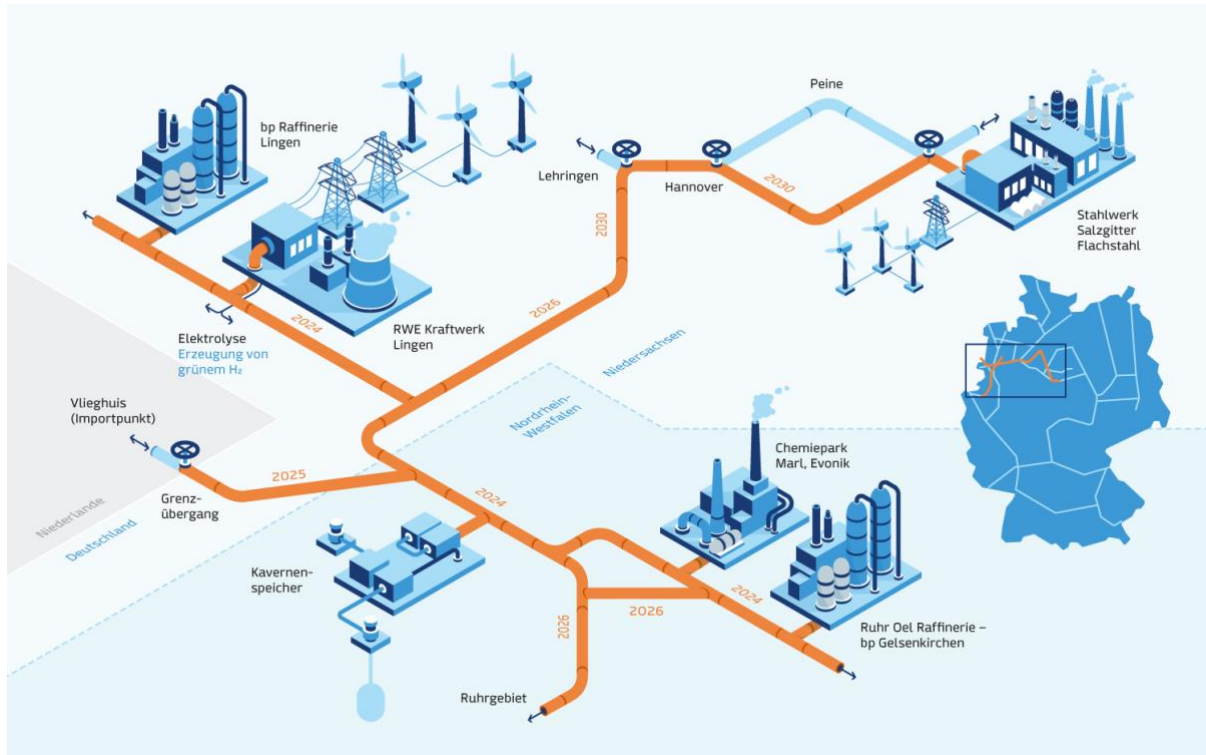 bp Raffinerie
Lingen
Peine
Lehringen
Hannover
2030
Stahlwerk
Salzgitter
Flachstahl
2030
2026
2024
RWE Kraftwerk
Lingen
Elektrolyse
Erzeugung von
grünem H₂
Niedersachsen
Nordrhein-
Westfalen
Vlieghuis
(Importpunkt)
Grenz-
übergang
2025
Niederlande
Deutschland
2024
Chemiepark
Marl, Evonik
Kavernen-
speicher
2026
2026
2024
Ruhr Oel Raffinerie –
bp Gelsenkirchen
Ruhrgebiet